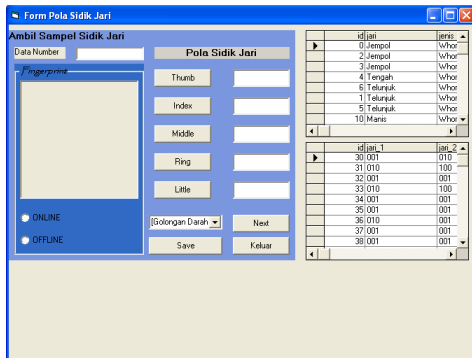 Form Pola Sidik Jari
Ambil Sampel Sidik Jari
Data Number
Pola Sidik Jari
Fingerprint
Thumb
Index
Middle
Ring
Little
ONLINE
OFFLINE
[Golongan Darah
Next
Save
Keluar
id jari jenis_
0 Jempol Whor
2 Jempol Whor
3 Jempol Whor
4 Tengah Whor
6 Telunjuk Whor
1 Telunjuk Whor
5 Telunjuk Whor
10 Manis Whor
id jari_1 jari_2
30 001 010
31 010 100
32 001 001
33 010 100
34 001 001
35 001 001
36 010 001
37 001 001
38 001 001